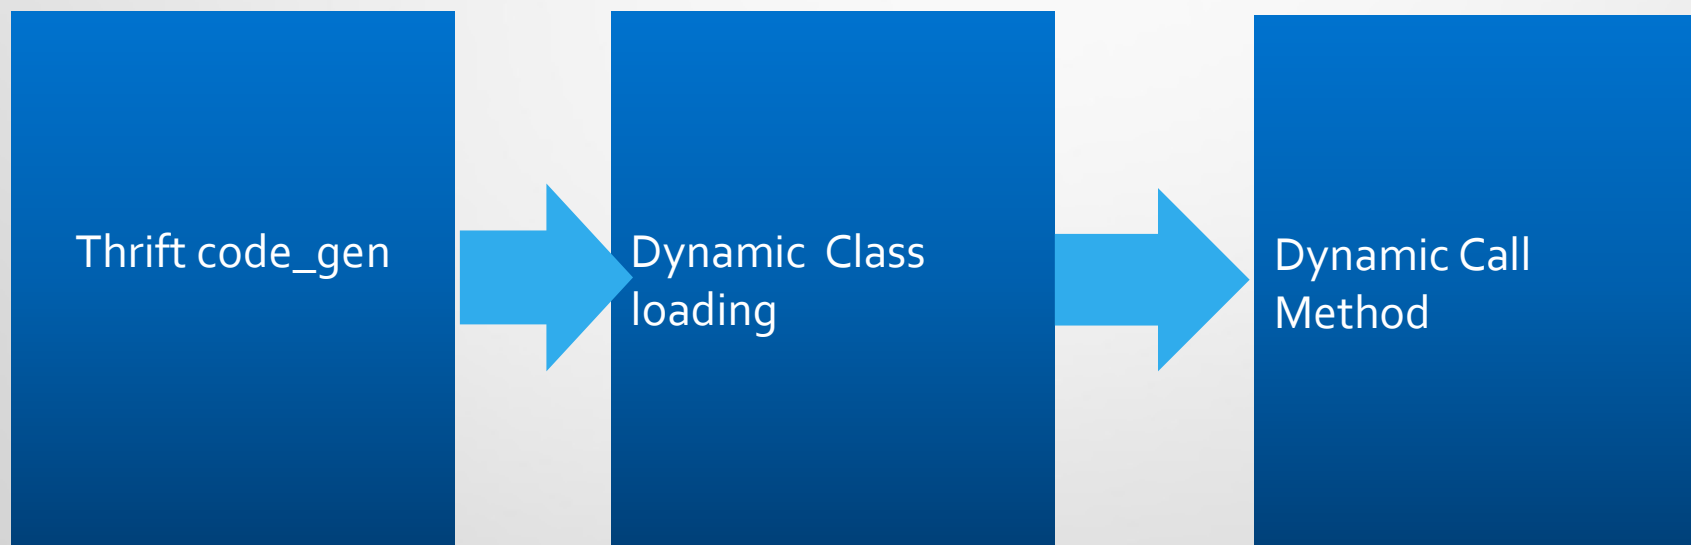 Thrift code_gen
Dynamic Class
loading
Dynamic Call
Method